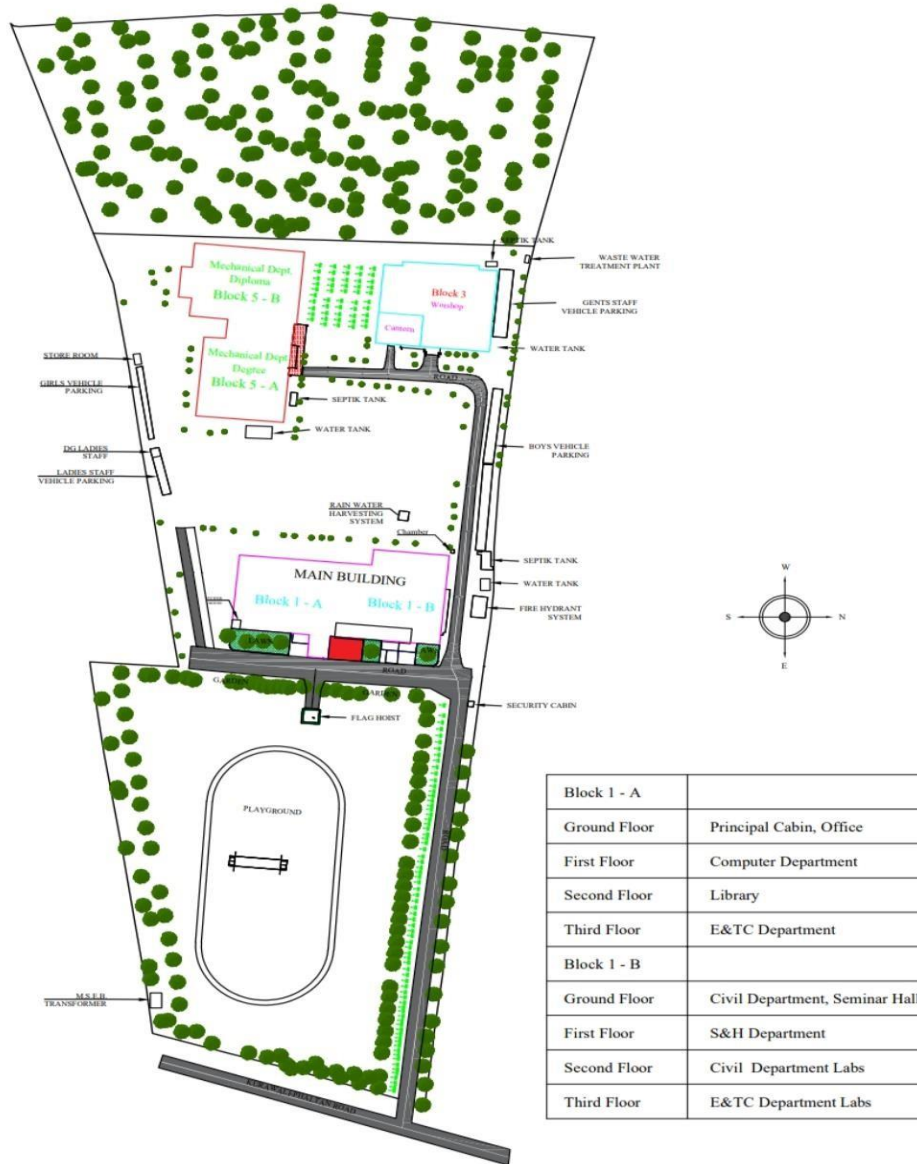 SEPTIK TANK
WASTE WATER
TREATMENT PLANT
Mechanical Dept.
Diploma
Block 5 - B
Block 3
GENTS STAFF
VEHICLE PARKING
Canteen
WATER TANK
STORE ROOM
Mechanical Dept
Degree
Block 5 - A
ROAD
GIRLS VEHICLE
PARKING
SEPTIK TANK
WATER TANK
BOYS VEHICLE
PARKING
DG LADIES
STAFF
LADIES STAFF
VEHICLE PARKING
RAIN WATER
HARVESTING
SYSTEM
Chamber
SEPTIK TANK
MAIN BUILDING
WATER TANK
Block 1 - A
Block 1 - B
FIRE HYDRANT
SYSTEM
W
S
N
E
LAWN
ROAD
GARDEN
GARDEN
SECURITY CABIN
FLAG HOIST
PLAYGROUND
ROAD
M.S.E.B.
TRANSFORMER
Block 1 - A
Ground Floor Principal Cabin, Office
First Floor Computer Department
Second Floor Library
Third Floor E&TC Department
Block 1 - B
Ground Floor Civil Department, Seminar Hall
First Floor S&H Department
Second Floor Civil Department Labs
Third Floor E&TC Department Labs